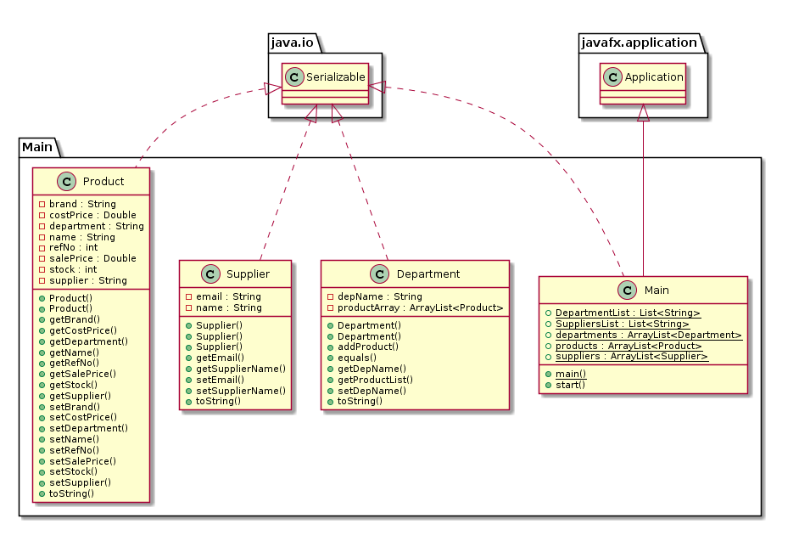 java.io
C Serializable
javafx.application
C Application
Main
C Product
brand : String
costPrice : Double
department : String
name : String
refNo : int
salePrice : Double
stock : int
supplier : String
Product()
Product()
getBrand()
getCostPrice()
getDepartment()
getName()
getRefNo()
getSalePrice()
getStock()
getSupplier()
setBrand()
setCostPrice()
setDepartment()
setName()
setRefNo()
setSalePrice()
setStock()
setSupplier()
toString()
C Supplier
email : String
name : String
Supplier()
Supplier()
Supplier()
getEmail()
getSupplierName()
setEmail()
setSupplierName()
toString()
C Department
depName : String
productArray : ArrayList<Product>
Department()
Department()
addProduct()
equals()
getDepName()
getProductList()
setDepName()
toString()
C Main
DepartmentList : List<String>
SuppliersList : List<String>
departments : ArrayList<Department>
products : ArrayList<Product>
suppliers : ArrayList<Supplier>
main()
start()